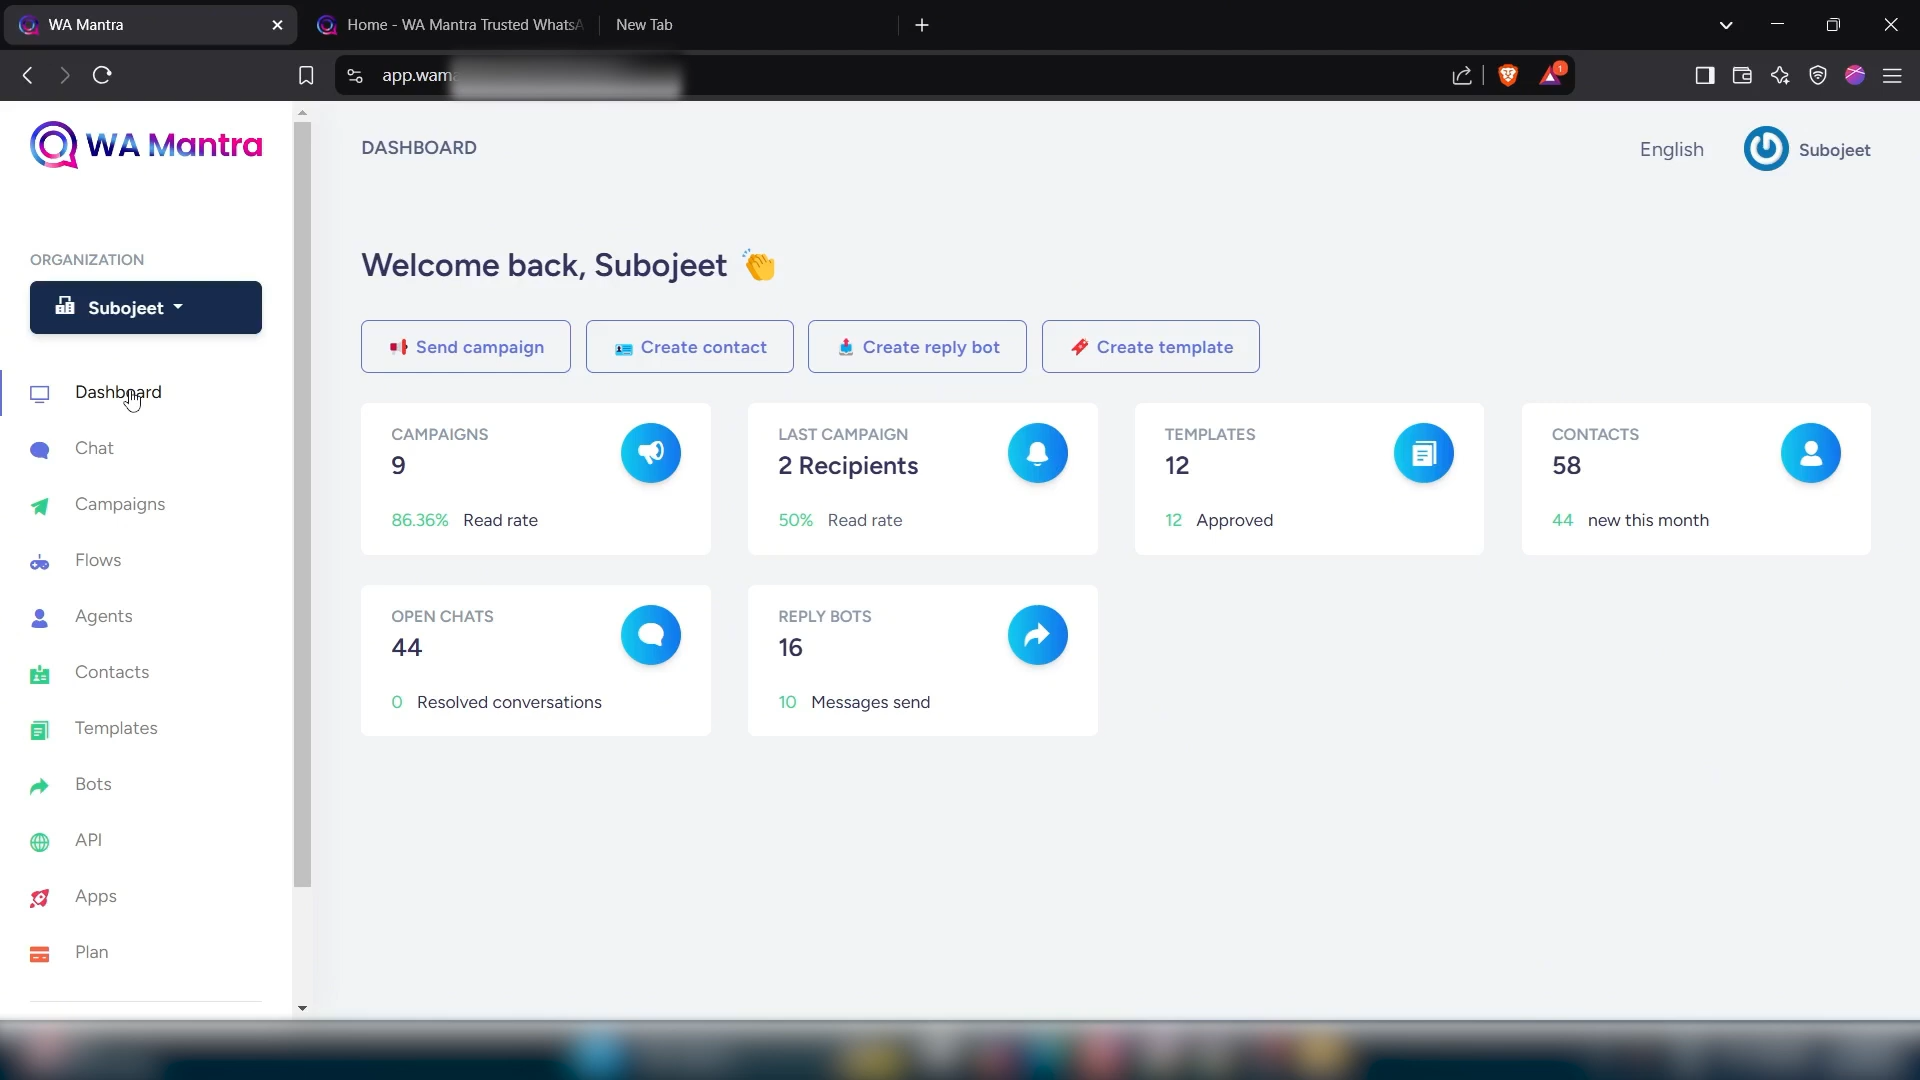 WA Mantra
Home - WA Mantra Trusted WhatsA
New Tab
app.wama
1
WA Mantra
DASHBOARD
English
Subojeet
ORGANIZATION
Subojeet
Welcome back, Subojeet 👏
Send campaign
Create contact
Create reply bot
Create template
Dashboard
Chat
Campaigns
Flows
Agents
Contacts
Templates
Bots
API
Apps
Plan
CAMPAIGNS
9
86.36% Read rate
LAST CAMPAIGN
2 Recipients
50% Read rate
TEMPLATES
12
12 Approved
CONTACTS
58
44 new this month
OPEN CHATS
44
0 Resolved conversations
REPLY BOTS
16
10 Messages send